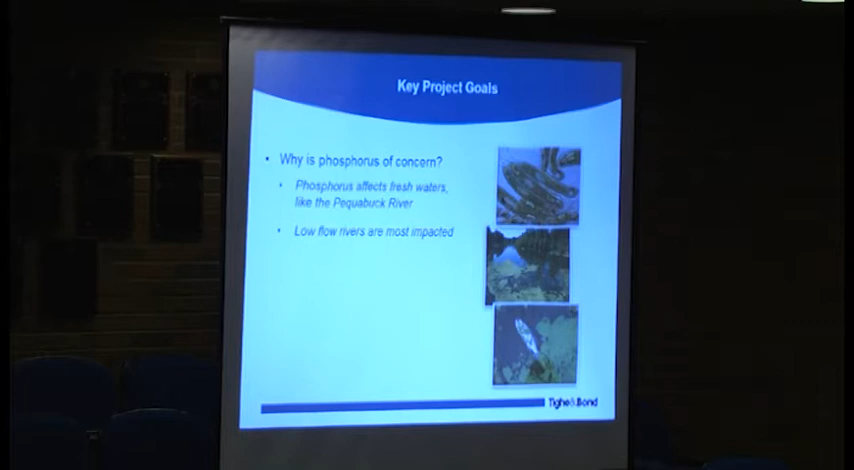 Key Project Goals
• Why is phosphorus of concern?
• Phosphorus affects fresh waters,
like the Pequabuck River
• Low flow rivers are most impacted
Tighe&Bond